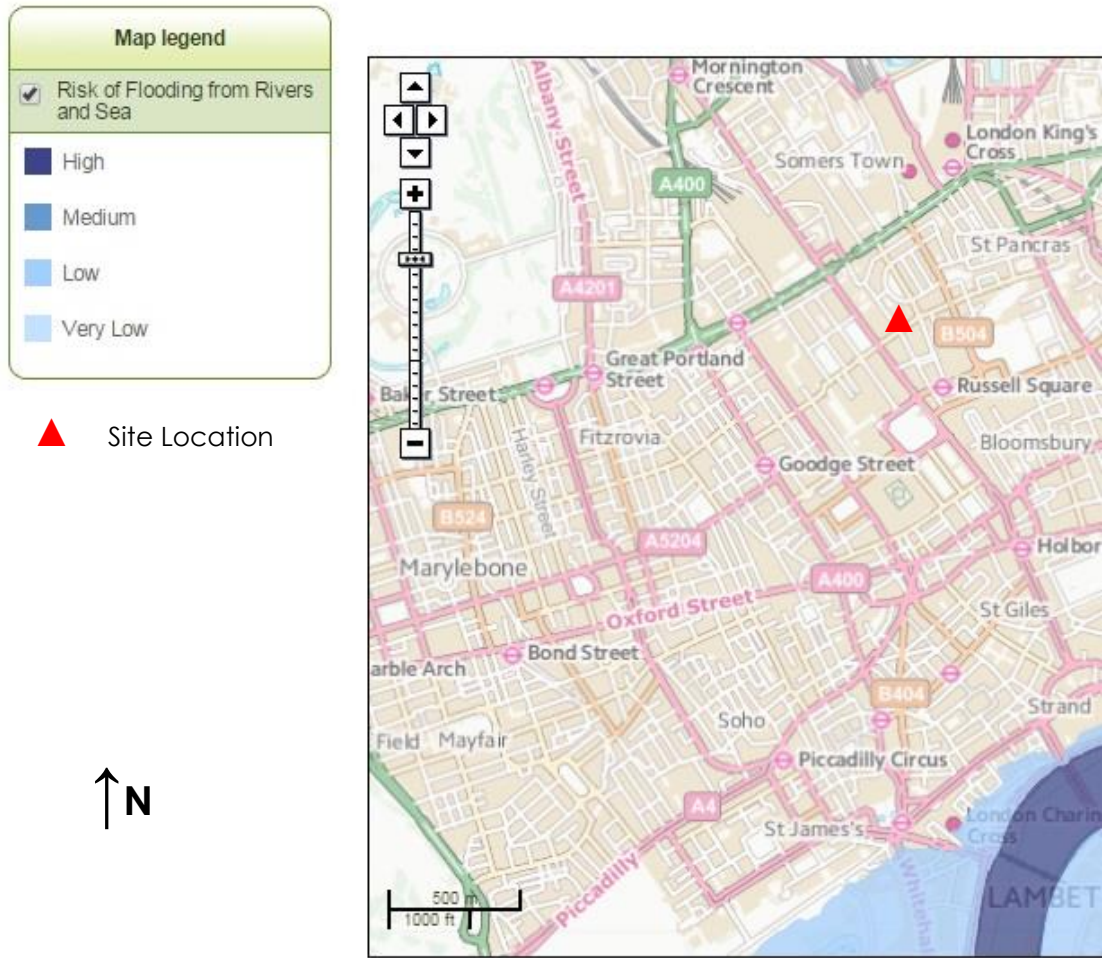 Map legend
Risk of Flooding from Rivers
and Sea
High
Medium
Low
Very Low
Site Location
N
Mornington
Crescent
Albany Street
London King's
Cross
Somers Town
A400
St Pancras
A4201
B504
Great Portland
Street
Russell Square
Street
Harley Street
Fitzrovia
Bloomsbury
Goodge Street
B524
A5204
Holbor
Marylebone
A400
Oxford Street
St Giles
Bond Street
arble Arch
B404
Strand
Soho
Field
Mayfair
Piccadilly Circus
A4
St James's
London Charin
Cross
Piccadilly
Whitehal
LAMBET
500 m
1000 ft